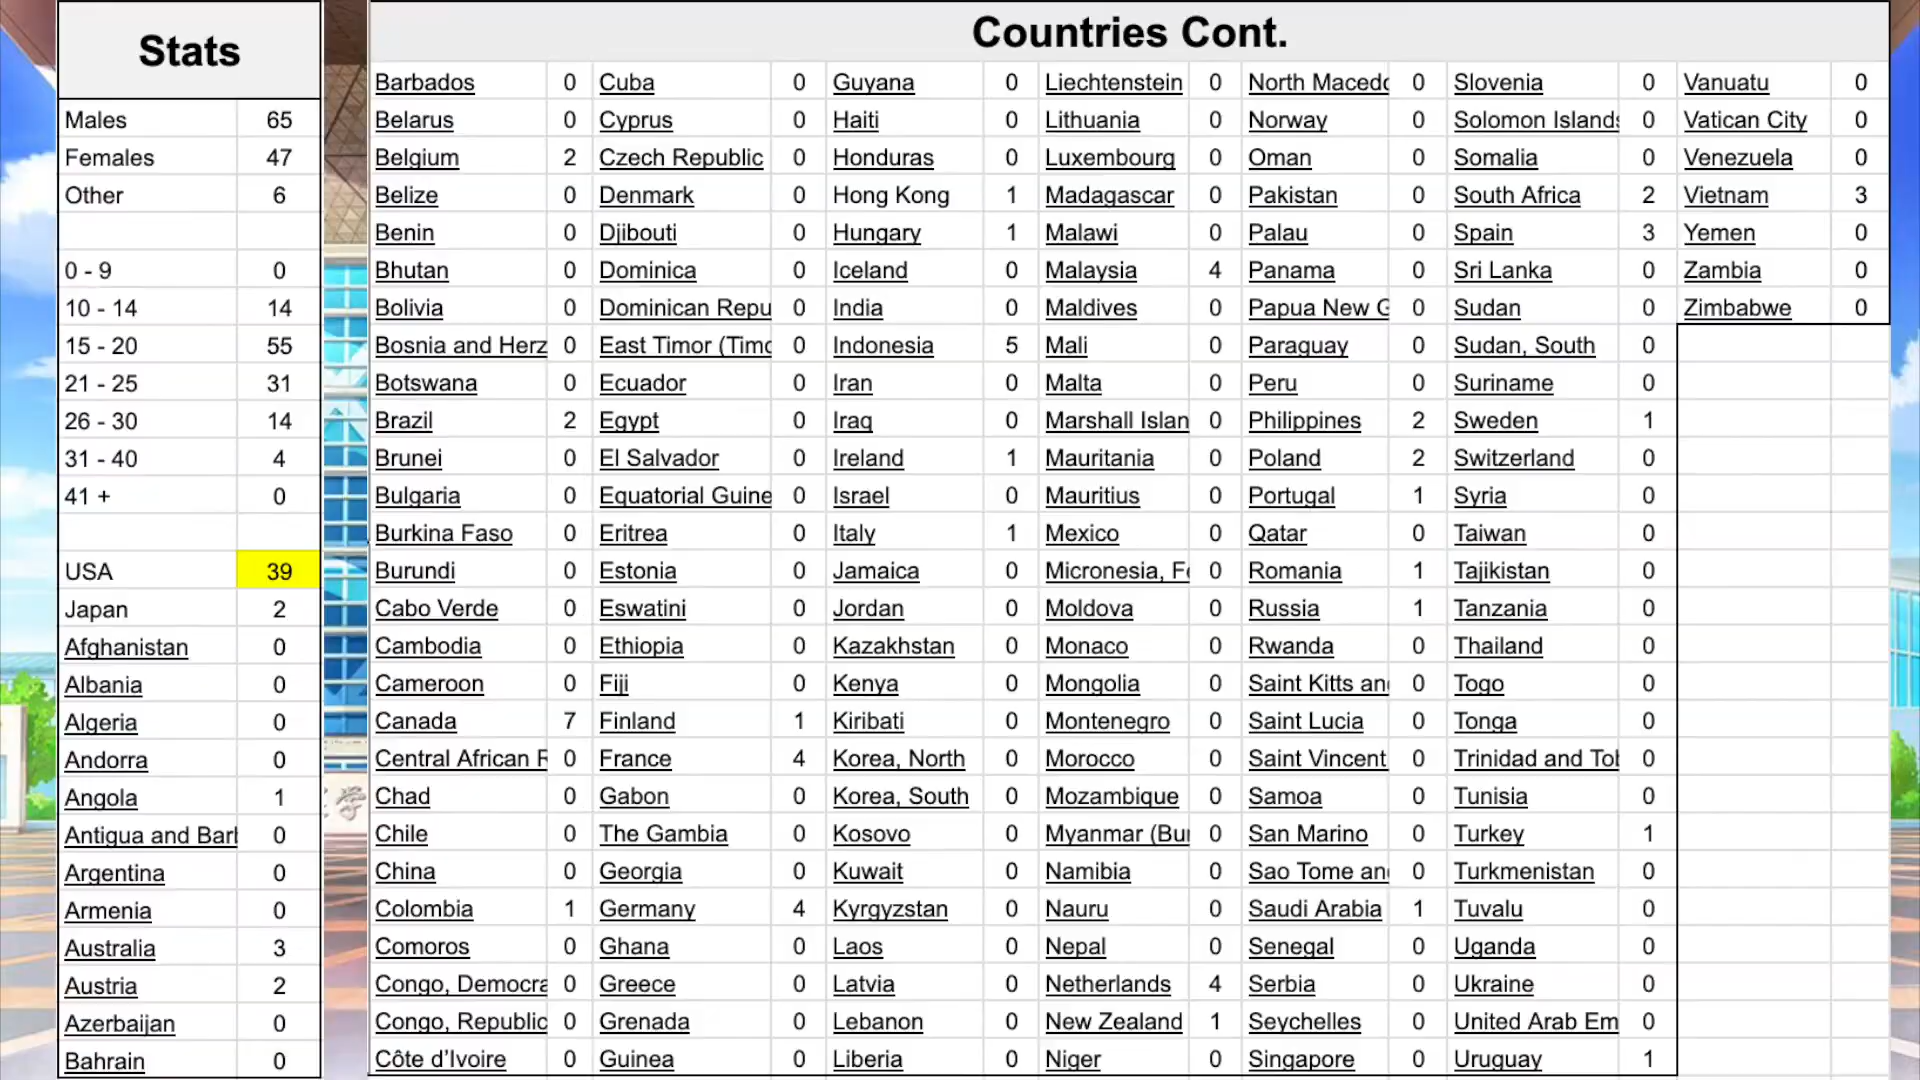 Stats
Males 65
Females 47
Other 6
0 - 9 0
10 - 14 14
15 - 20 55
21 - 25 31
26 - 30 14
31 - 40 4
41 + 0
USA 39
Japan 2
Afghanistan 0
Albania 0
Algeria 0
Andorra 0
Angola 1
Antigua and Bar 0
Argentina 0
Armenia 0
Australia 3
Austria 2
Azerbaijan 0
Bahrain 0
Countries Cont.
Barbados 0 Cuba 0 Guyana 0 Liechtenstein 0 North Macedo 0 Slovenia 0 Vanuatu 0
Belarus 0 Cyprus 0 Haiti 0 Lithuania 0 Norway 0 Solomon Islands 0 Vatican City 0
Belgium 2 Czech Republic 0 Honduras 0 Luxembourg 0 Oman 0 Somalia 0 Venezuela 0
Belize 0 Denmark 0 Hong Kong 1 Madagascar 0 Pakistan 0 South Africa 2 Vietnam 3
Benin 0 Djibouti 0 Hungary 1 Malawi 0 Palau 0 Spain 3 Yemen 0
Bhutan 0 Dominica 0 Iceland 0 Malaysia 4 Panama 0 Sri Lanka 0 Zambia 0
Bolivia 0 Dominican Repu 0 India 0 Maldives 0 Papua New G 0 Sudan 0 Zimbabwe 0
Bosnia and Herz 0 East Timor (Timo 0 Indonesia 5 Mali 0 Paraguay 0 Sudan, South 0
Botswana 0 Ecuador 0 Iran 0 Malta 0 Peru 0 Suriname 0
Brazil 2 Egypt 0 Iraq 0 Marshall Islan 0 Philippines 2 Sweden 1
Brunei 0 El Salvador 0 Ireland 1 Mauritania 0 Poland 2 Switzerland 0
Bulgaria 0 Equatorial Guine 0 Israel 0 Mauritius 0 Portugal 1 Syria 0
Burkina Faso 0 Eritrea 0 Italy 1 Mexico 0 Qatar 0 Taiwan 0
Burundi 0 Estonia 0 Jamaica 0 Micronesia, Fe 0 Romania 1 Tajikistan 0
Cabo Verde 0 Eswatini 0 Jordan 0 Moldova 0 Russia 1 Tanzania 0
Cambodia 0 Ethiopia 0 Kazakhstan 0 Monaco 0 Rwanda 0 Thailand 0
Cameroon 0 Fiji 0 Kenya 0 Mongolia 0 Saint Kitts and 0 Togo 0
Canada 7 Finland 1 Kiribati 0 Montenegro 0 Saint Lucia 0 Tonga 0
Central African R 0 France 4 Korea, North 0 Morocco 0 Saint Vincent 0 Trinidad and Tob 0
Chad 0 Gabon 0 Korea, South 0 Mozambique 0 Samoa 0 Tunisia 0
Chile 0 The Gambia 0 Kosovo 0 Myanmar (Bur 0 San Marino 0 Turkey 1
China 0 Georgia 0 Kuwait 0 Namibia 0 Sao Tome and 0 Turkmenistan 0
Colombia 1 Germany 4 Kyrgyzstan 0 Nauru 0 Saudi Arabia 1 Tuvalu 0
Comoros 0 Ghana 0 Laos 0 Nepal 0 Senegal 0 Uganda 0
Congo, Democra 0 Greece 0 Latvia 0 Netherlands 4 Serbia 0 Ukraine 0
Congo, Republic 0 Grenada 0 Lebanon 0 New Zealand 1 Seychelles 0 United Arab Em 0
Côte d’Ivoire 0 Guinea 0 Liberia 0 Niger 0 Singapore 0 Uruguay 1